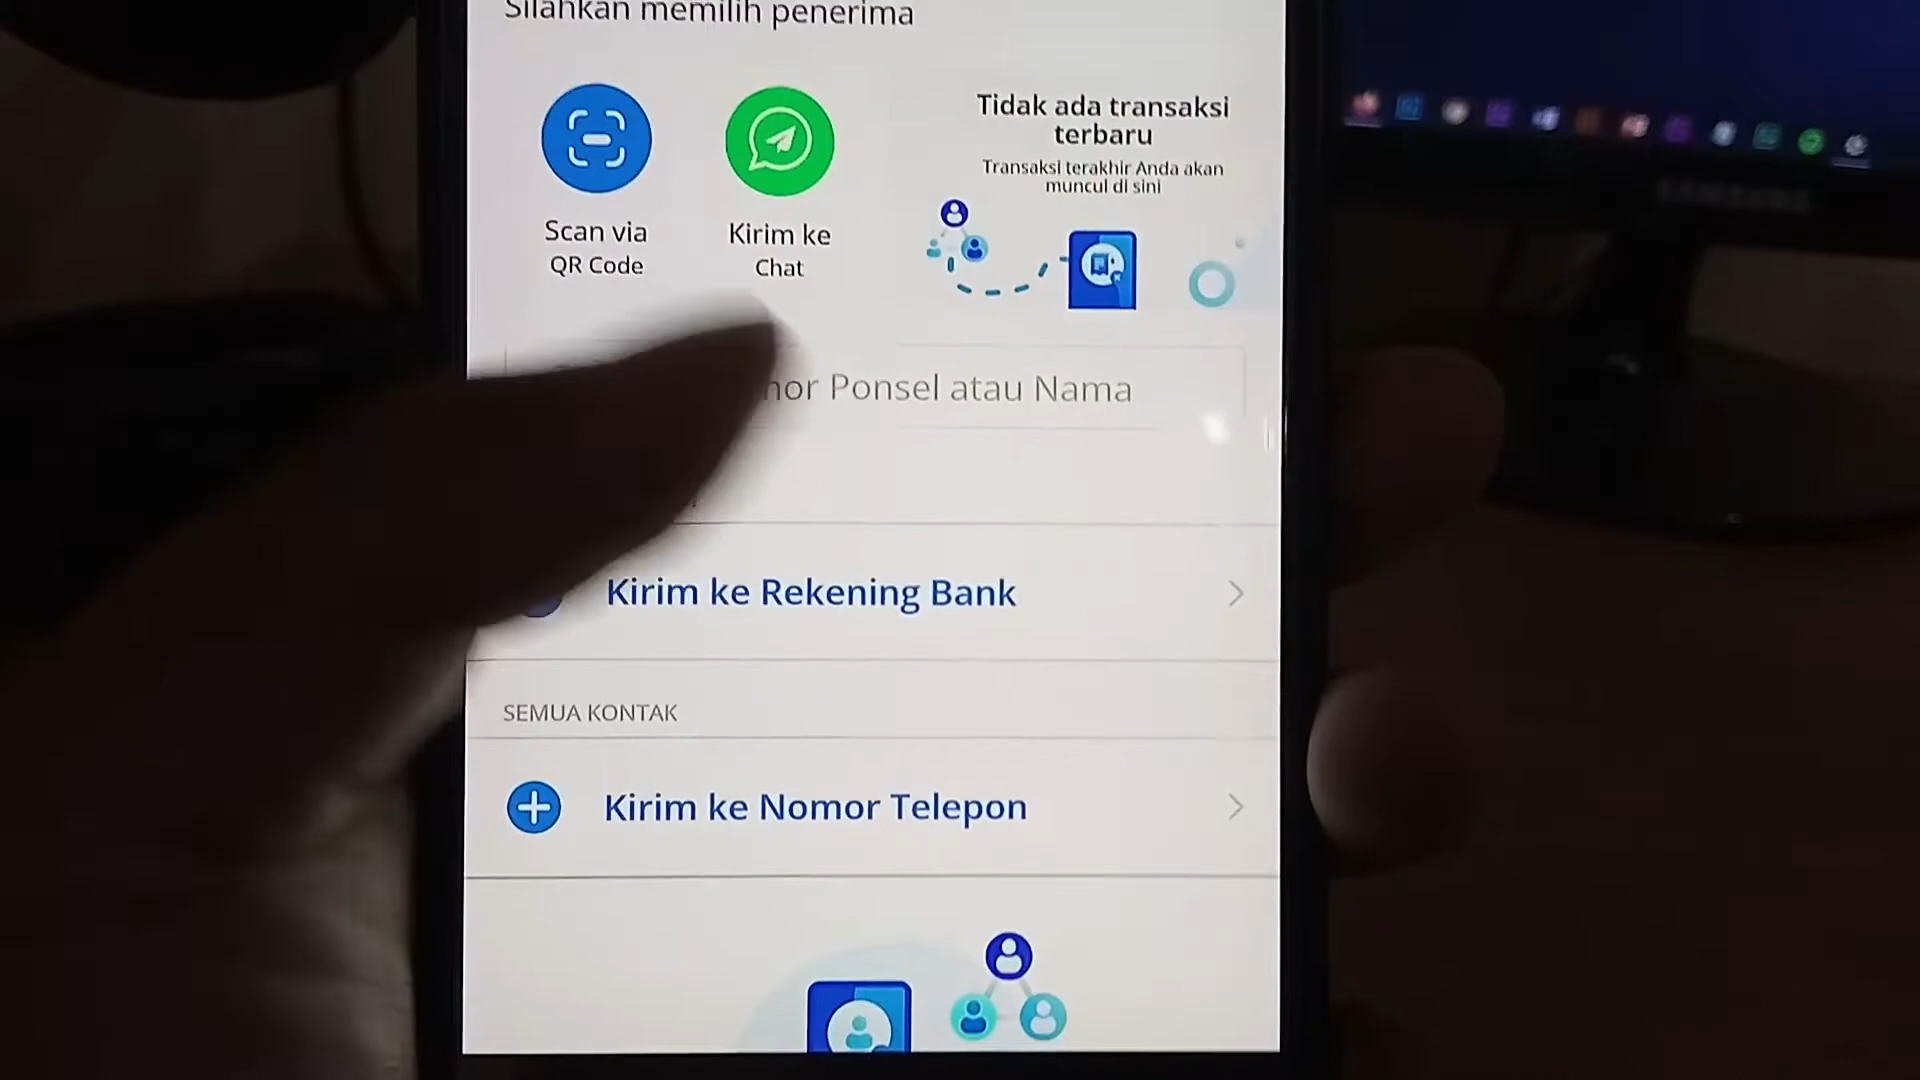 Silahkan memilih penerima
Scan via
QR Code
Kirim ke
Chat
Tidak ada transaksi
terbaru
Transaksi terakhir Anda akan
muncul di sini
Ponsel atau Nama
Kirim ke Rekening Bank
SEMUA KONTAK
Kirim ke Nomor Telepon
SAMSUNG